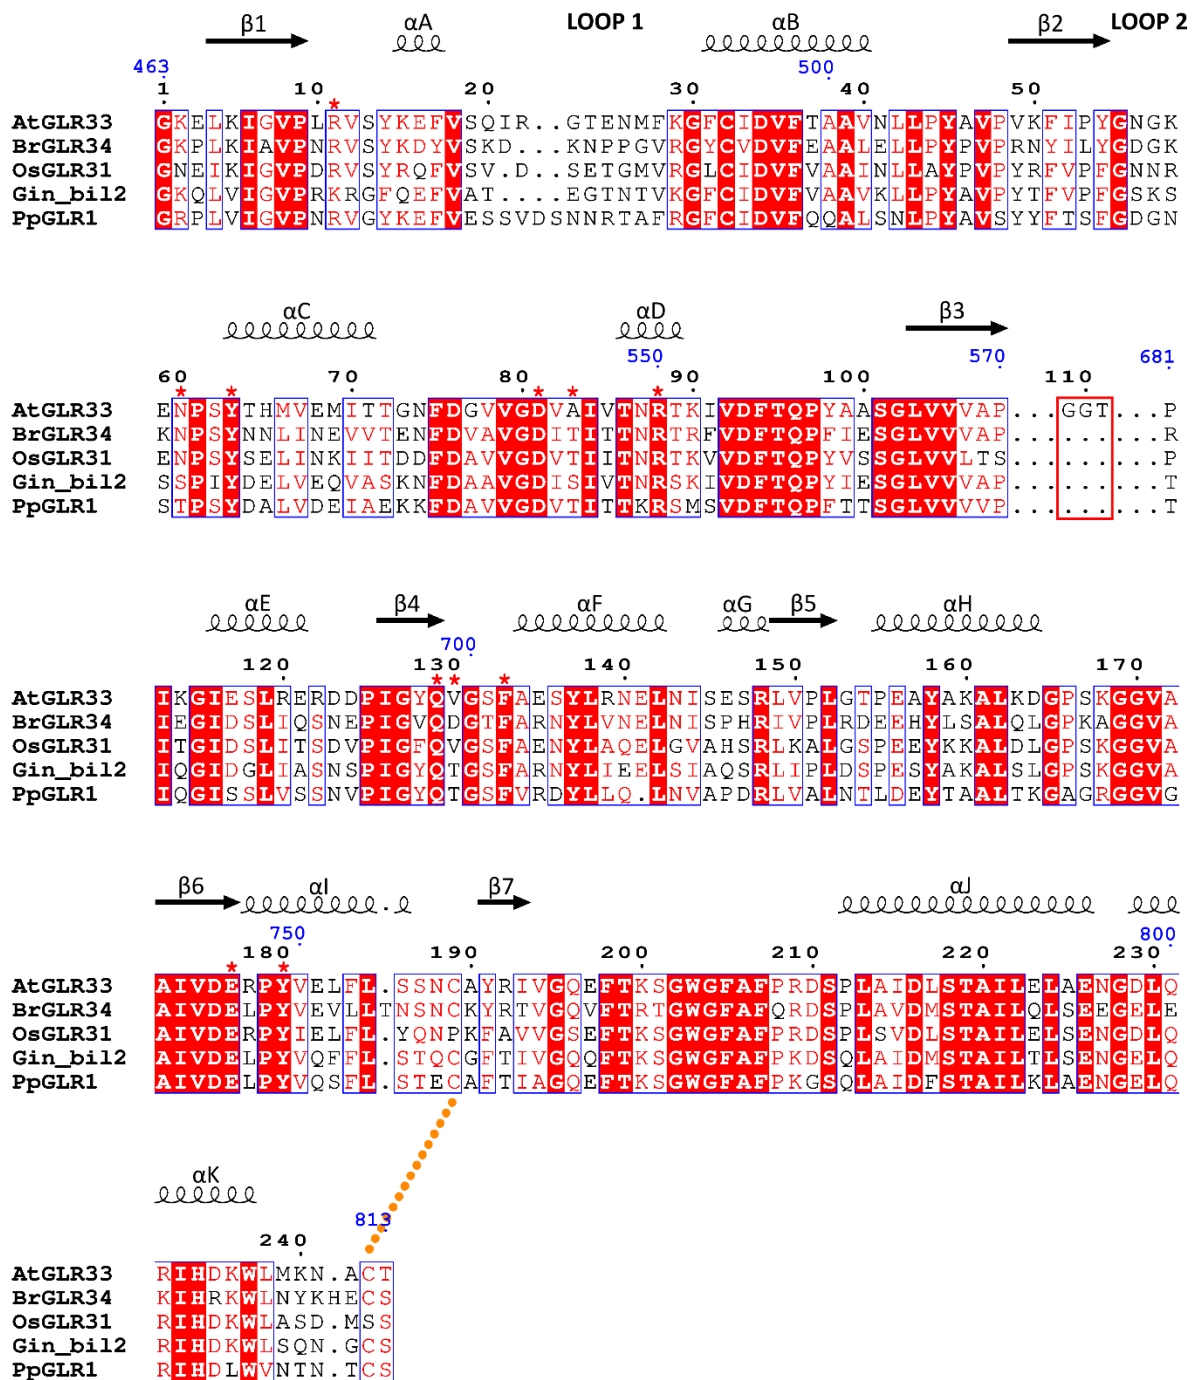 β1 αA LOOP 1 αB β2 LOOP 2
463 500
1 10 20 30 40 50
*
AtGLR33 GKELKIGVPLRVSYKEFVSQIR..GTENMFKGFCIDVFTAAVNLLPYAVPVKFIPYGNGK
BrGLR34 GKPLKIAVPNRVSYKDYVSKD...KNPPGVRGYCVDVFEAALELLPYPVPRNYILYGDGK
OsGLR31 GNEIKIGVPDRVSYRQFVSV.D..SETGMVRGLCIDVFVAAINLLAYPVPYRFVPFGNNR
Gin_bil2 GKQLVIGVPRKRGFQEFVAT....EGTNTVKGFCIDVFVAAVKLLPYAVPYTFVPFGSKS
PpGLR1 GRPLVIGVPNRVGYKEFVESSVDSNNRTAFRGFCIDVFQQALSNLPYAVSYYFTSFGDGN
αC αD β3
550 570 681
60 70 80 90 100 110
* * * * *
AtGLR33 ENPSYTHMVEMITTGNFDGVVGDVAIVTNRTKIVDFTQPYAASGLVVVAP...GGT...P
BrGLR34 KNPSYNNLINEVVTENFDVAVGDITIITNRTRFVDFTQPFIESGLVVVAP.........R
OsGLR31 ENPSYSELINKIITDDFDAVVGDVTIITNRTKVVDFTQPYVSSGLVVLTS.........P
Gin_bil2 SSPIYDELVEQVASKNFDAAVGDISIVTNRSKIVDFTQPYIESGLVVVAP.........T
PpGLR1 STPSYDALVDEIAEKKFDAVVGDVTITTKRSMSVDFTQPFTTSGLVVVVP.........T
αE β4 αF αG β5 αH
700
120 130 140 150 160 170
* * *
AtGLR33 IKGIESLRERDDPIGYQVGSFAESYLRNELNISESRLVPLGTPEAYAKALKDGPSKGGVA
BrGLR34 IEGIDSLIQSNEPIGVQDGTFARNYLVNELNISPHRIVPLRDEEHYLSALQLGPKAGGVA
OsGLR31 ITGIDSLITSDVPIGFQVGSFAENYLAQELGVAHSRLKALGSPEEYKKALDLGPSKGGVA
Gin_bil2 IQGIDGLIASNSPIGYQTGSFARNYLIEELSIAQSRLIPLDSPESYAKALSLGPSKGGVA
PpGLR1 IQGISSLVSSNVPIGYQTGSFVRDYLLQ.LNVAPDRLVALNTLDEYTAALTKGAGRGGVG
β6 αI β7 αJ
750 800
180 190 200 210 220 230
* *
AtGLR33 AIVDERPYVELFL.SSNCAYRIVGQEFTKSGWGFAFPRDSPLAIDLSTAILELAENGDLQ
BrGLR34 AIVDELPYVEVLLTNSNCKYRTVGQVFTRTGWGFAFQRDSPLAVDMSTAILQLSEEGELE
OsGLR31 AIVDERPYIELFLYQNPKFAVVGSEFTKSGWGFAFPRDSPLSVDLSTAILELSENGDLQ
Gin_bil2 AIVDELPYVQFFL.STQCGFTIVGQQFTKSGWGFAFPKDSQLAIDMSTAILTLSENGELQ
PpGLR1 AIVDELPYVQSFL.STECAFTIAGQEFTKSGWGFAFPKGSQLAIDFSTAILKLAENGELQ
αK
813
240
AtGLR33 RIHDKWLMKN.ACT
BrGLR34 KIHRKWLNYKHECS
OsGLR31 RIHDKWLASD.MSS
Gin_bil2 RIHDKWLSQN.GCS
PpGLR1 RIHDLWVNTN.TCS